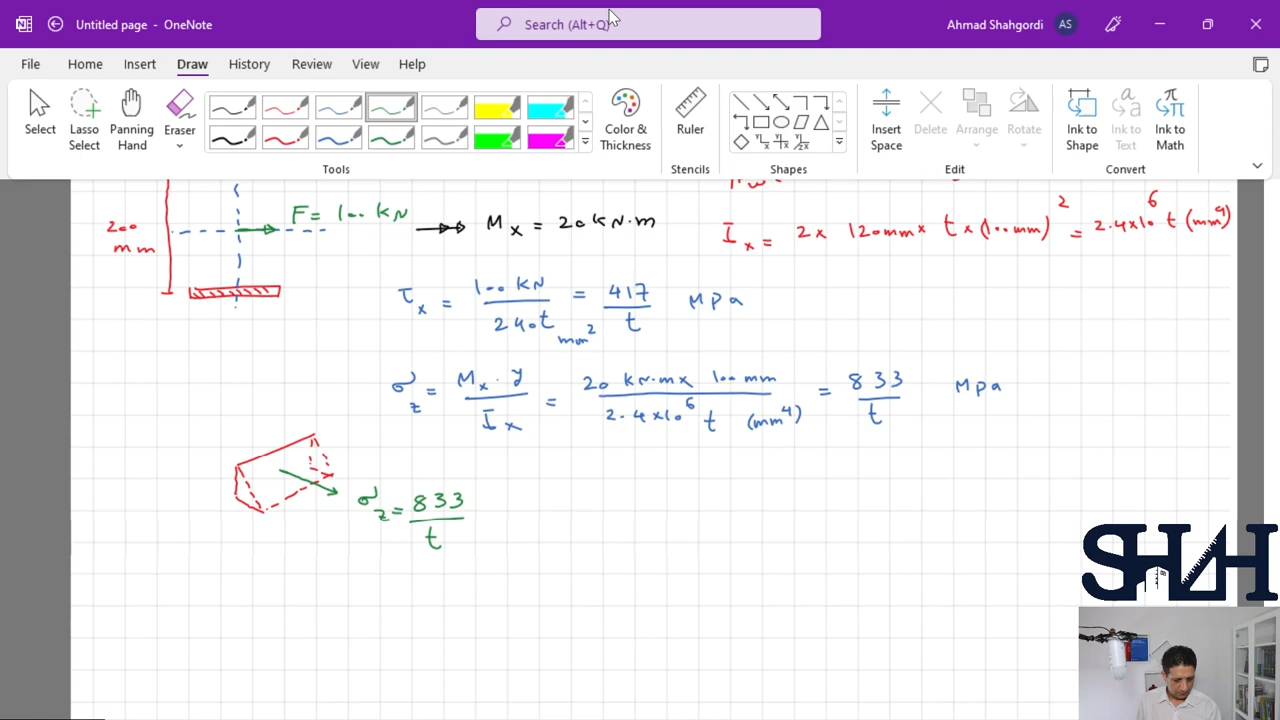 Untitled page - OneNote
Search (Alt+Q)
Ahmad Shahgordi
AS
File Home Insert Draw History Review View Help
Select
Lasso Select
Panning Hand
Eraser
Color & Thickness
Ruler
Insert Space
Delete
Arrange
Rotate
Ink to Shape
Ink to Text
Ink to Math
Tools
Stencils
Shapes
Edit
Convert
200 mm
F = 100 kN
Mx = 20 kN·m
Ix = 2 x 120mm x t x (100 mm)² = 2.4x10⁶ t (mm⁴)
τx = 100 kN / 240t mm² = 417 / t MPa
σz = Mx · y / Ix = 20 kN·m x 100 mm / 2.4 x10⁶ t (mm⁴) = 833 / t MPa
σz = 833 / t
SHAH